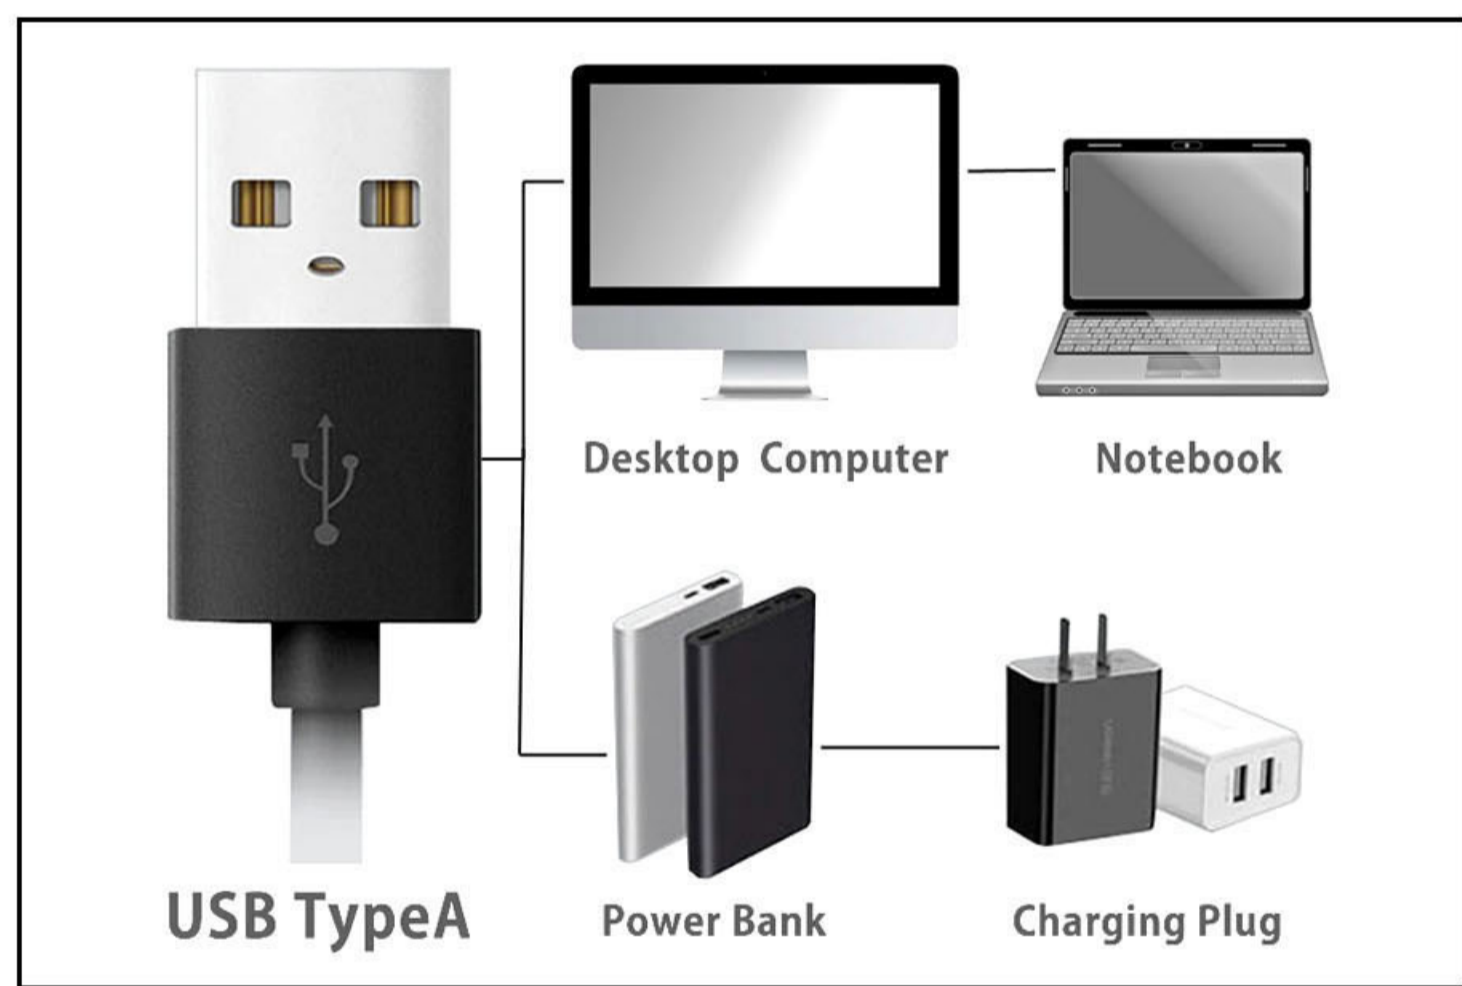 Desktop  Computer
Notebook
USB TypeA
Power Bank
Charging Plug